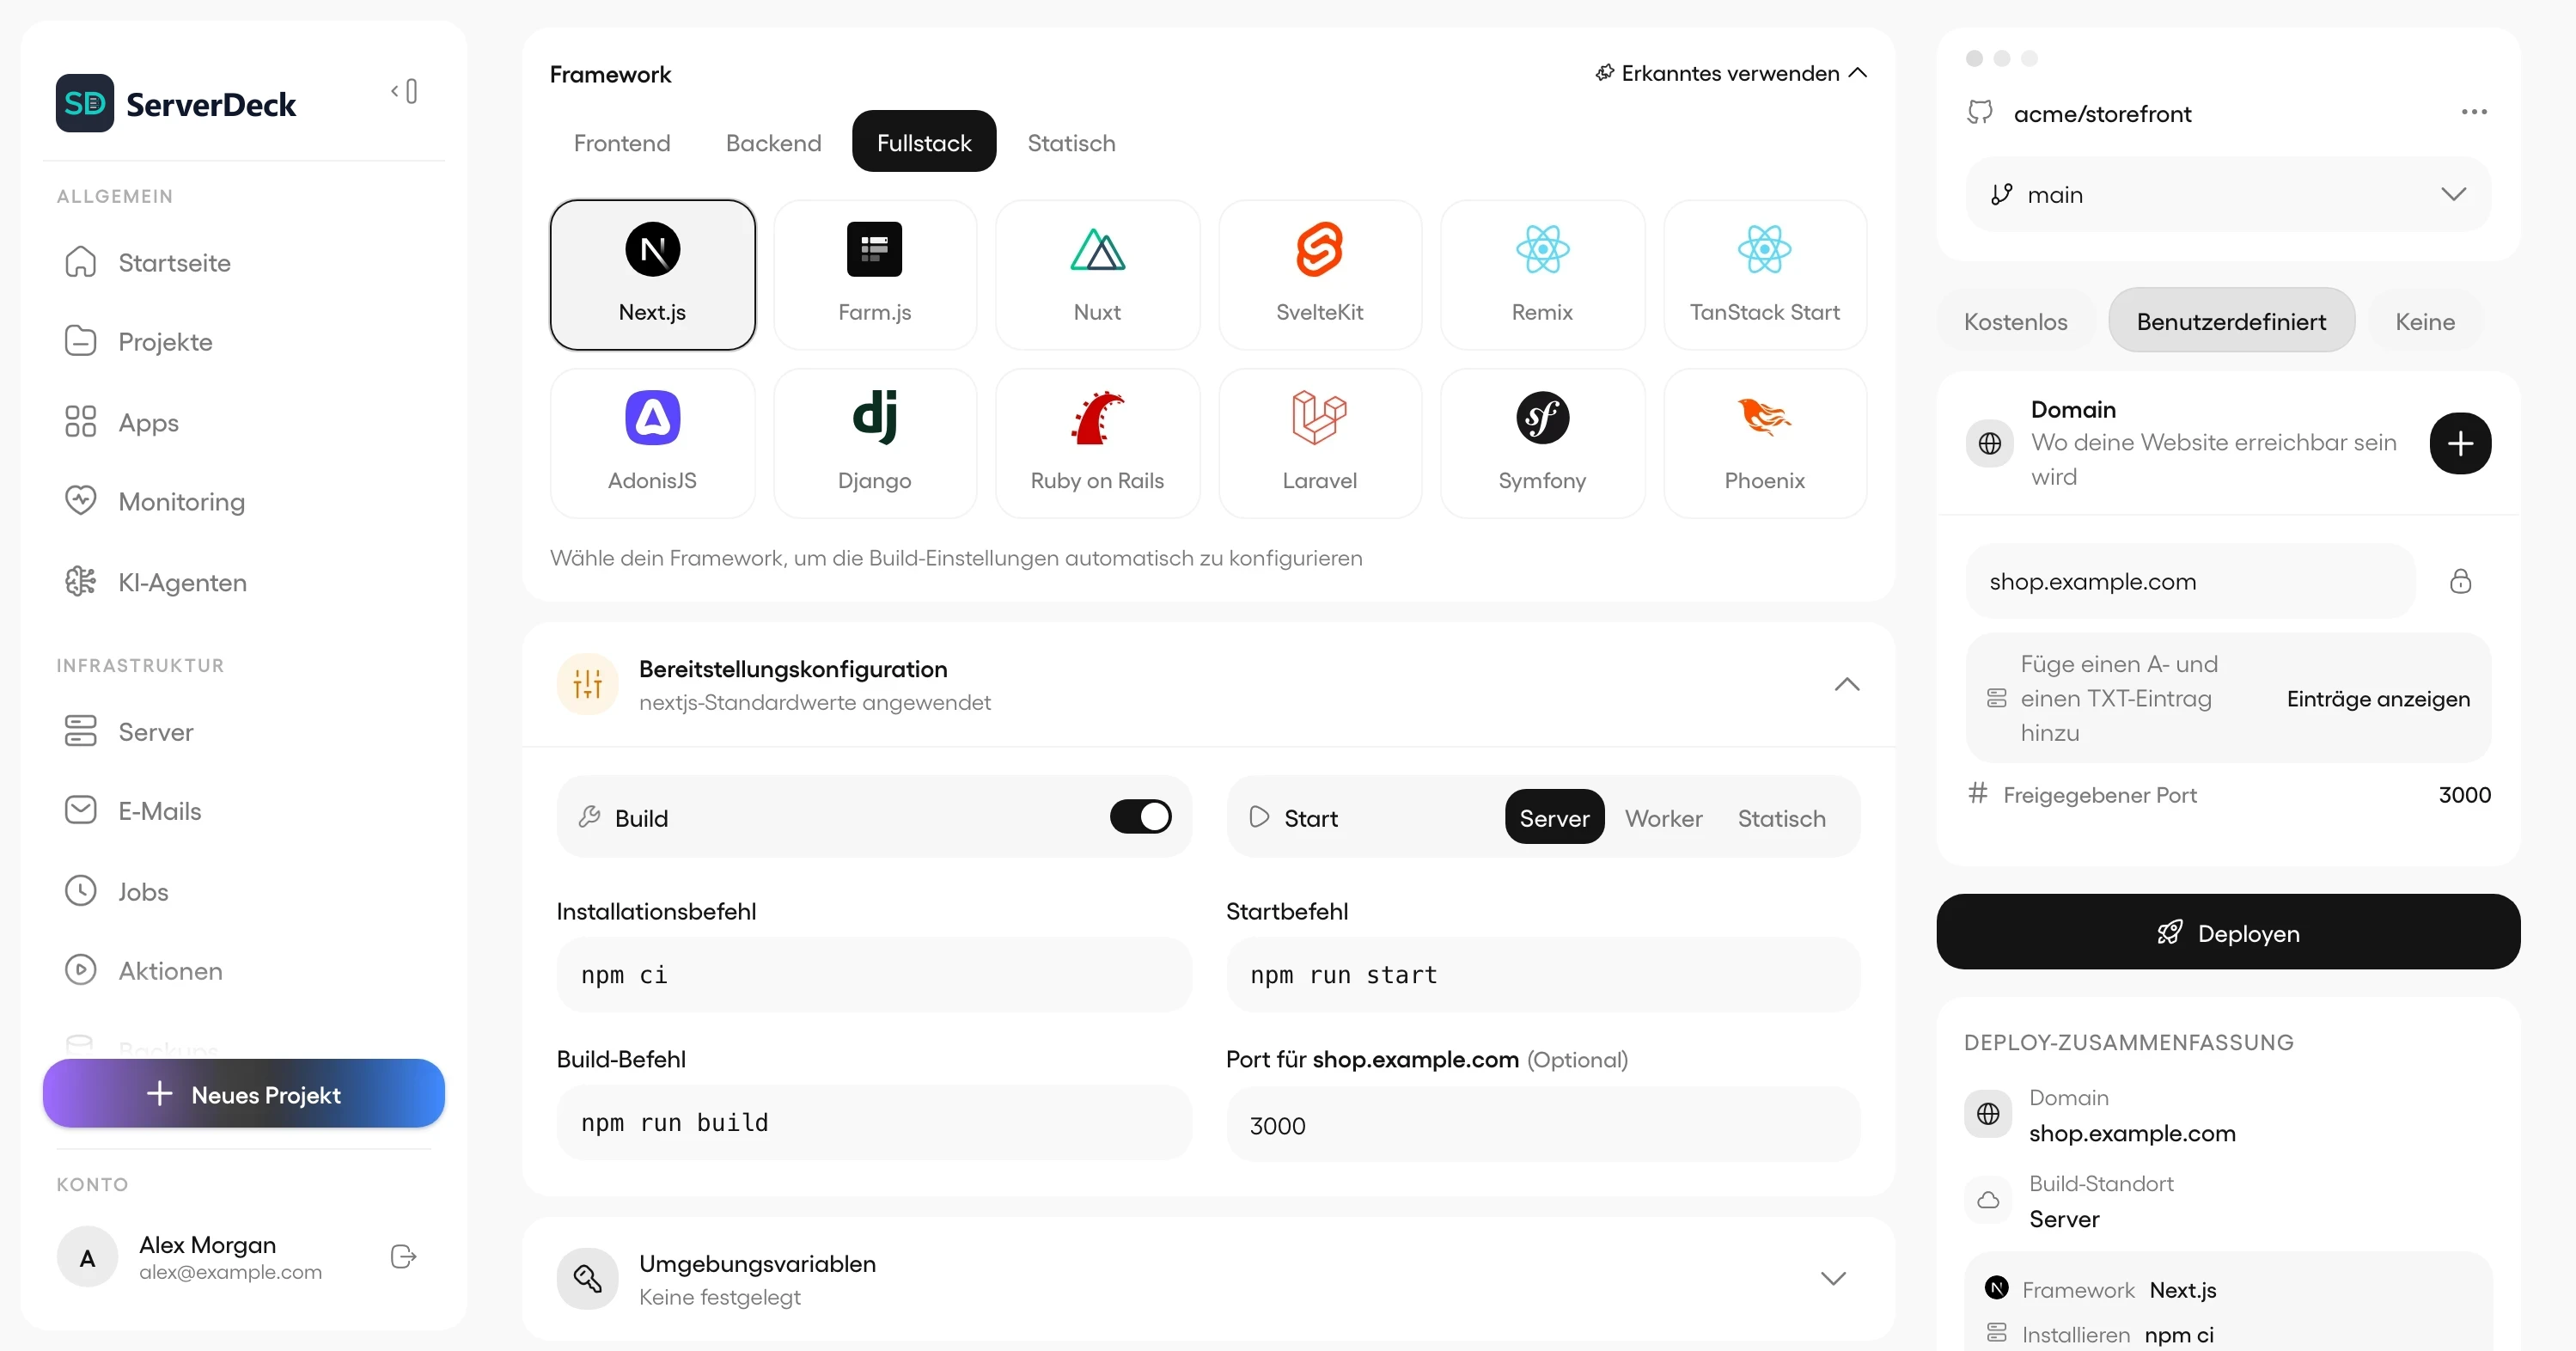 ServerDeck
ALLGEMEIN
Startseite
Projekte
Apps
Monitoring
KI-Agenten
INFRASTRUKTUR
Server
E-Mails
Jobs
Aktionen
Backups
Neues Projekt
KONTO
A
Alex Morgan
alex@example.com
Framework
Erkanntes verwenden
Frontend Backend Fullstack Statisch
Next.js Farm.js Nuxt SvelteKit Remix TanStack Start
AdonisJS Django Ruby on Rails Laravel Symfony Phoenix
Wähle dein Framework, um die Build-Einstellungen automatisch zu konfigurieren
Bereitstellungskonfiguration
nextjs-Standardwerte angewendet
Build
Start Server Worker Statisch
Installationsbefehl
npm ci
Startbefehl
npm run start
Build-Befehl
npm run build
Port für shop.example.com (Optional)
3000
Umgebungsvariablen
Keine festgelegt
acme/storefront
main
Kostenlos Benutzerdefiniert Keine
Domain
Wo deine Website erreichbar sein
wird
shop.example.com
Füge einen A- und
einen TXT-Eintrag
hinzu
Einträge anzeigen
Freigegebener Port 3000
Deployen
DEPLOY-ZUSAMMENFASSUNG
Domain
shop.example.com
Build-Standort
Server
Framework Next.js
Installieren npm ci